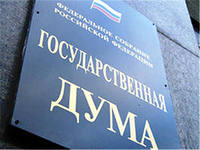 ФЕДЕРАЛЬНОЕ СОБРАНИЕ
РОССИЙСКОЙ ФЕДЕРАЦИИ
ГОСУДАРСТВЕННАЯ
ДУМА